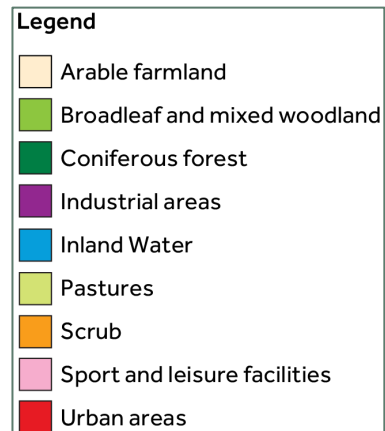 Legend
Arable farmland
Broadleaf and mixed woodland
Coniferous forest
Industrial areas
Inland Water
Pastures
Scrub
Sport and leisure facilities
Urban areas